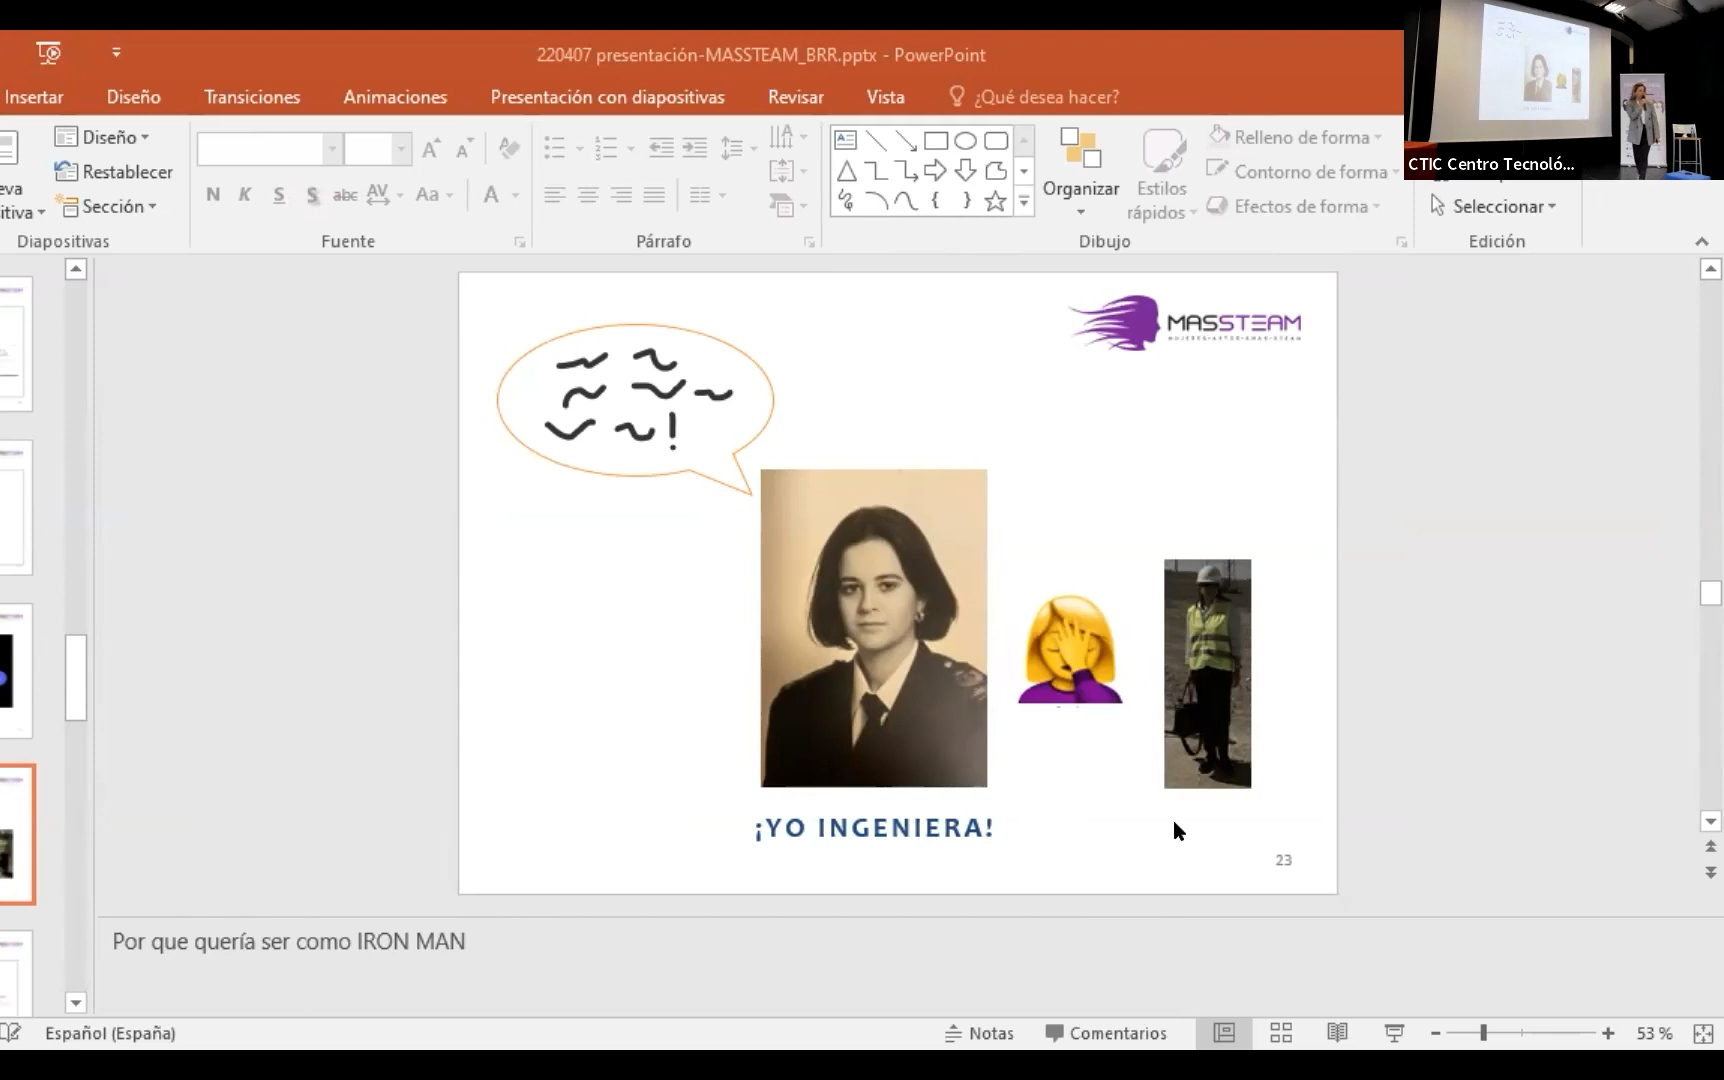 220407 presentación-MASSTEAM_BRR.pptx - PowerPoint
Insertar
Diseño
Transiciones
Animaciones
Presentación con diapositivas
Revisar
Vista
¿Qué desea hacer?
CTIC Centro Tecnoló...
Diseño
Restablecer
Sección
Diapositivas
N K S S abc AV Aa A
Fuente
Párrafo
Organizar
Estilos
rápidos
Relleno de forma
Contorno de forma
Efectos de forma
Dibujo
Seleccionar
Edición
MASSTEAM
¡YO INGENIERA!
23
Por que quería ser como IRON MAN
Español (España)
Notas
Comentarios
53 %